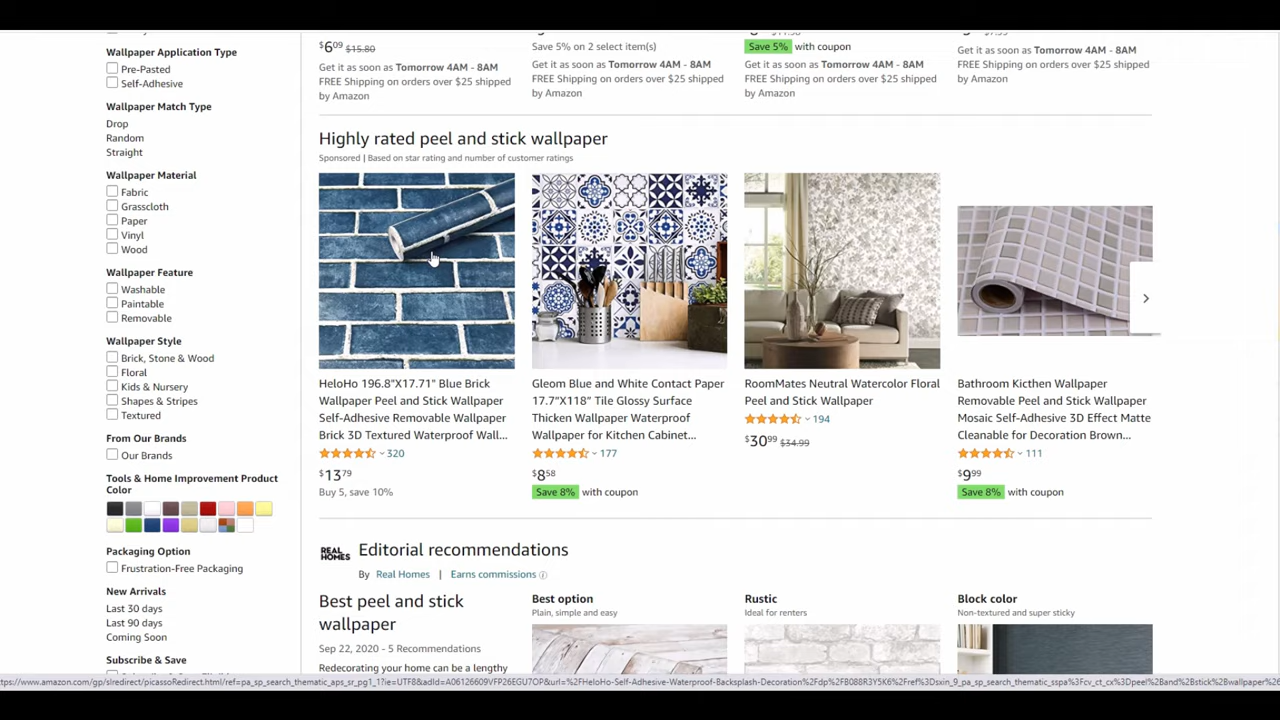 Wallpaper Application Type
Pre-Pasted
Self-Adhesive
Wallpaper Match Type
Drop
Random
Straight
Wallpaper Material
Fabric
Grasscloth
Paper
Vinyl
Wood
Wallpaper Feature
Washable
Paintable
Removable
Wallpaper Style
Brick, Stone & Wood
Floral
Kids & Nursery
Shapes & Stripes
Textured
From Our Brands
Our Brands
Tools & Home Improvement Product
Color
Packaging Option
Frustration-Free Packaging
New Arrivals
Last 30 days
Last 90 days
Coming Soon
Subscribe & Save
$6.09 $15.80
Get it as soon as Tomorrow 4AM - 8AM
FREE Shipping on orders over $25 shipped
by Amazon
Save 5% on 2 select item(s)
Get it as soon as Tomorrow 4AM - 8AM
FREE Shipping on orders over $25 shipped
by Amazon
Save 5% with coupon
Get it as soon as Tomorrow 4AM - 8AM
FREE Shipping on orders over $25 shipped
by Amazon
Get it as soon as Tomorrow 4AM - 8AM
FREE Shipping on orders over $25 shipped
by Amazon
Highly rated peel and stick wallpaper
Sponsored | Based on star rating and number of customer ratings
HeloHo 196.8"X17.71" Blue Brick
Wallpaper Peel and Stick Wallpaper
Self-Adhesive Removable Wallpaper
Brick 3D Textured Waterproof Wall...
320
$13.79
Buy 5, save 10%
Gleom Blue and White Contact Paper
17.7"X118" Tile Glossy Surface
Thicken Wallpaper Waterproof
Wallpaper for Kitchen Cabinet...
177
$8.58
Save 8% with coupon
RoomMates Neutral Watercolor Floral
Peel and Stick Wallpaper
194
$30.99 $34.99
Bathroom Kicthen Wallpaper
Removable Peel and Stick Wallpaper
Mosaic Self-Adhesive 3D Effect Matte
Cleanable for Decoration Brown...
111
$9.99
Save 8% with coupon
REAL HOMES
Editorial recommendations
By Real Homes | Earns commissions
Best peel and stick
wallpaper
Sep 22, 2020 - 5 Recommendations
Redecorating your home can be a lengthy
Best option
Plain, simple and easy
Rustic
Ideal for renters
Block color
Non-textured and super sticky